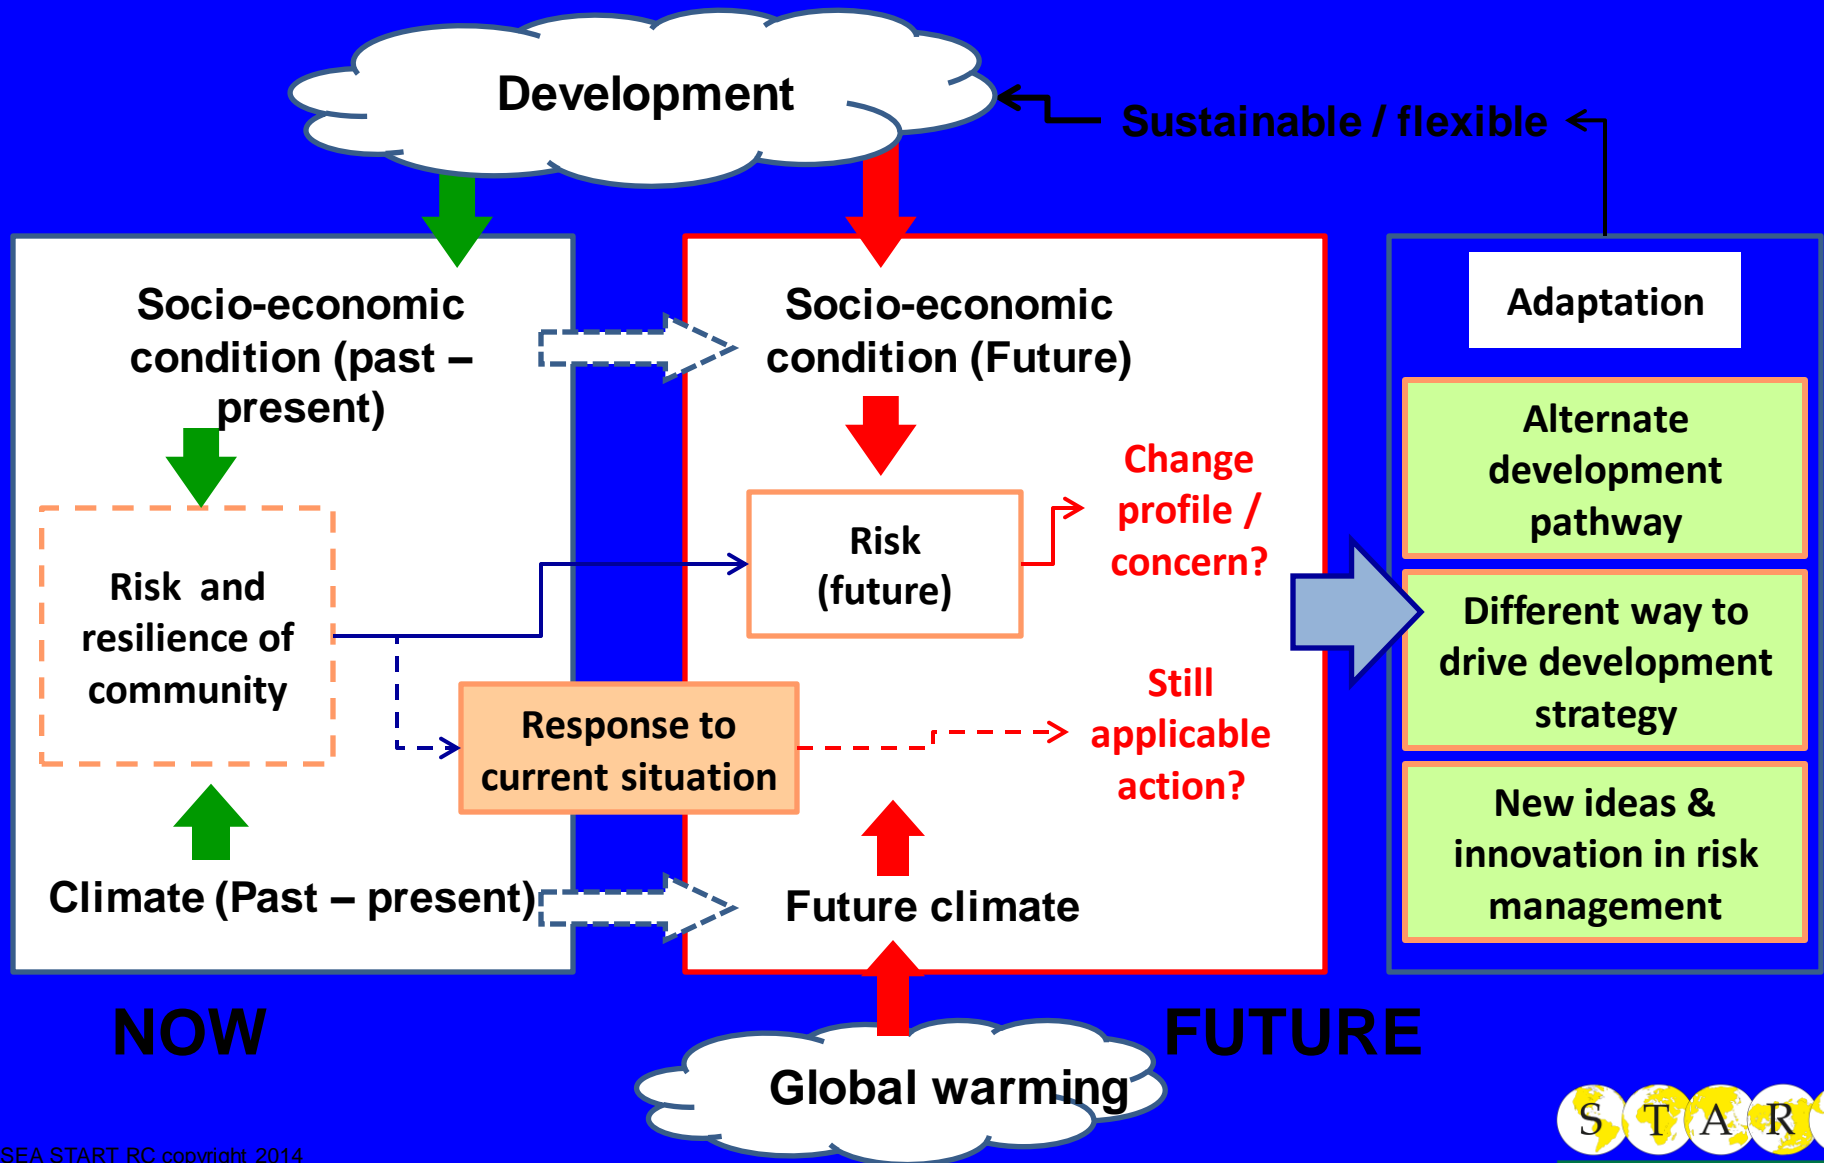 Development
Sustainable / flexible
Socio-economic
condition (past –
present)
Socio-economic
condition (Future)
Adaptation
Alternate
development
pathway
Change
profile /
concern?
Risk
(future)
Risk and
resilience of
community
Different way to
drive development
strategy
Still
applicable
action?
Response to
current situation
New ideas &
innovation in risk
management
Climate (Past – present)
Future climate
NOW
FUTURE
Global warming
START
SEA START RC copyright 2014